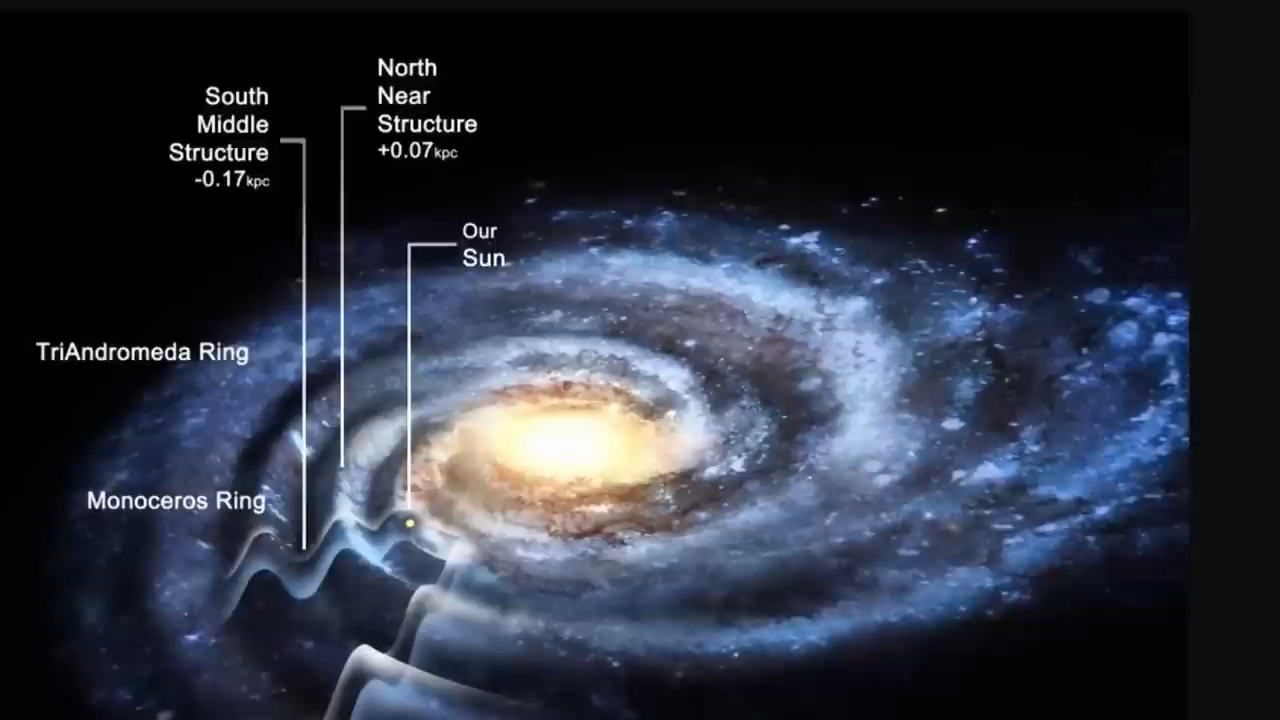 North
Near
Structure
+0.07kpc
South
Middle
Structure
-0.17kpc
Our
Sun
TriAndromeda Ring
Monoceros Ring